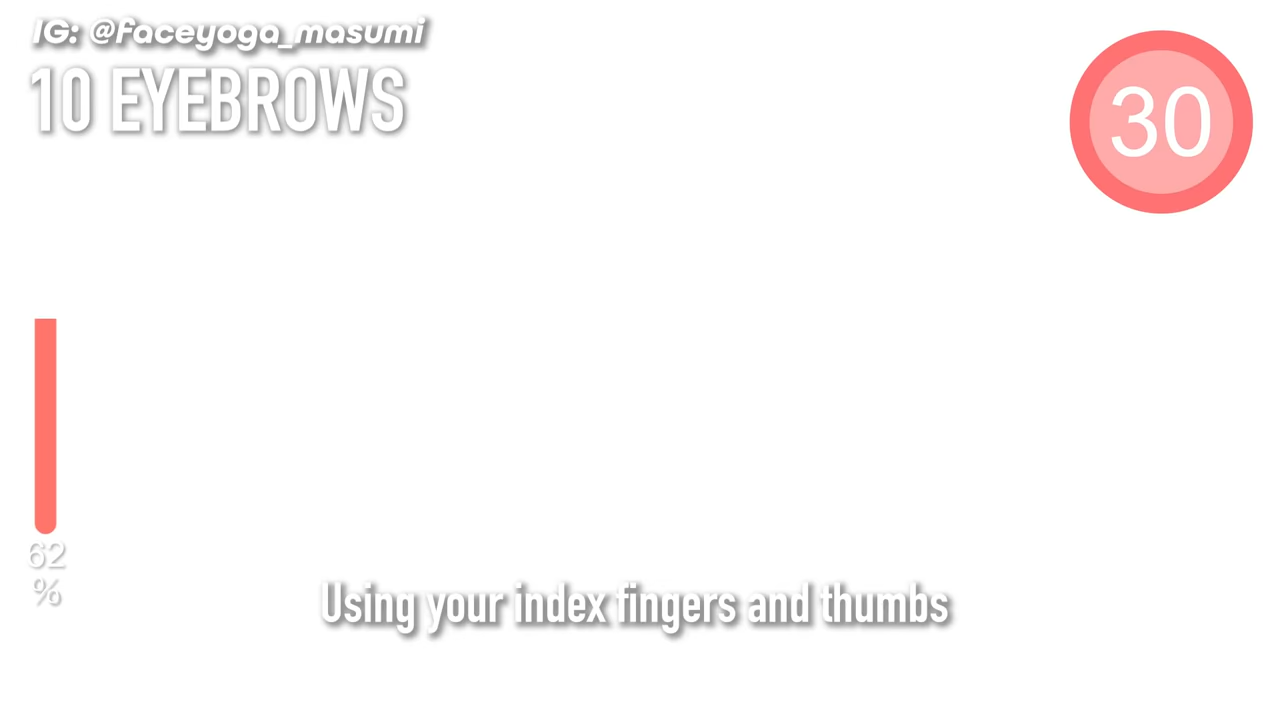 IG: @faceyoga_masumi
10 EYEBROWS
30
62
%
Using your index fingers and thumbs